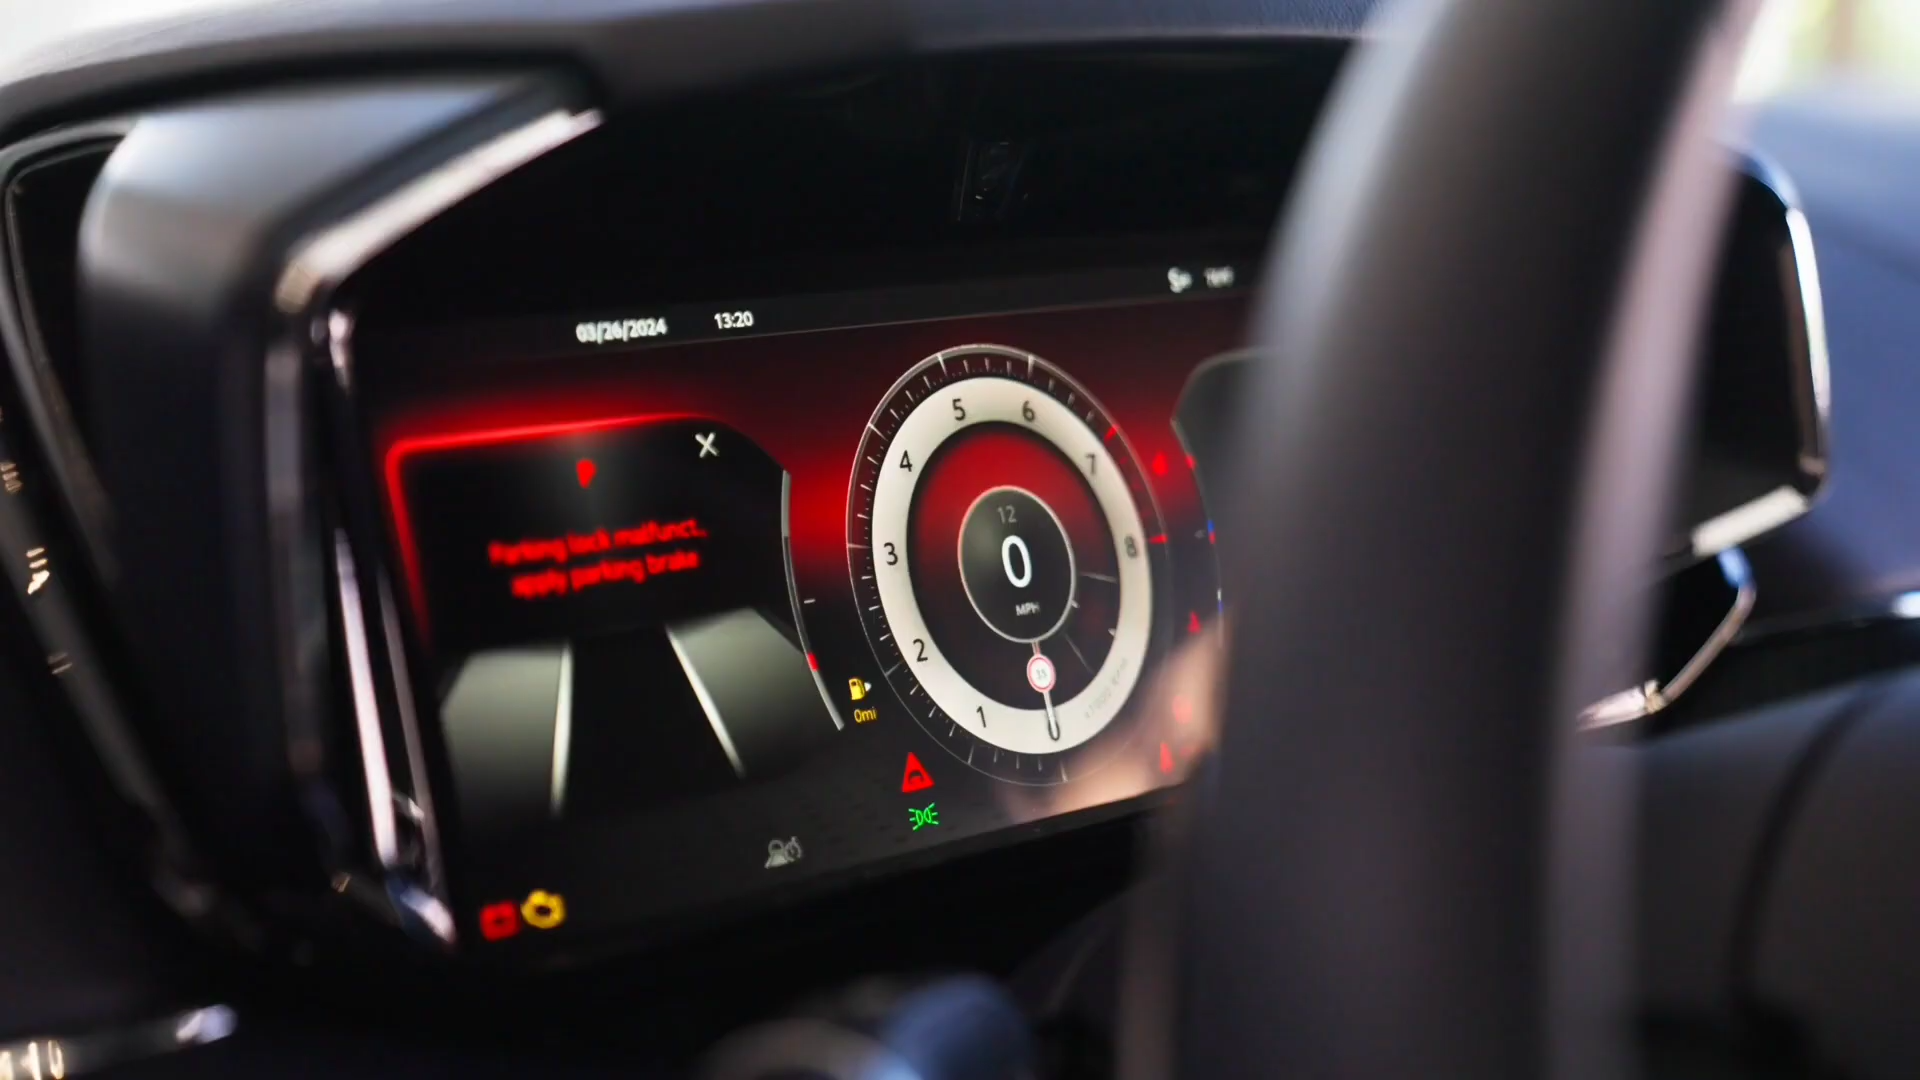 03/26/2024 13:20
X
Parking lock malfunct.,
apply parking brake
5 6
4 7
12
3 0 8
MPH
2
35
0mi
1 0